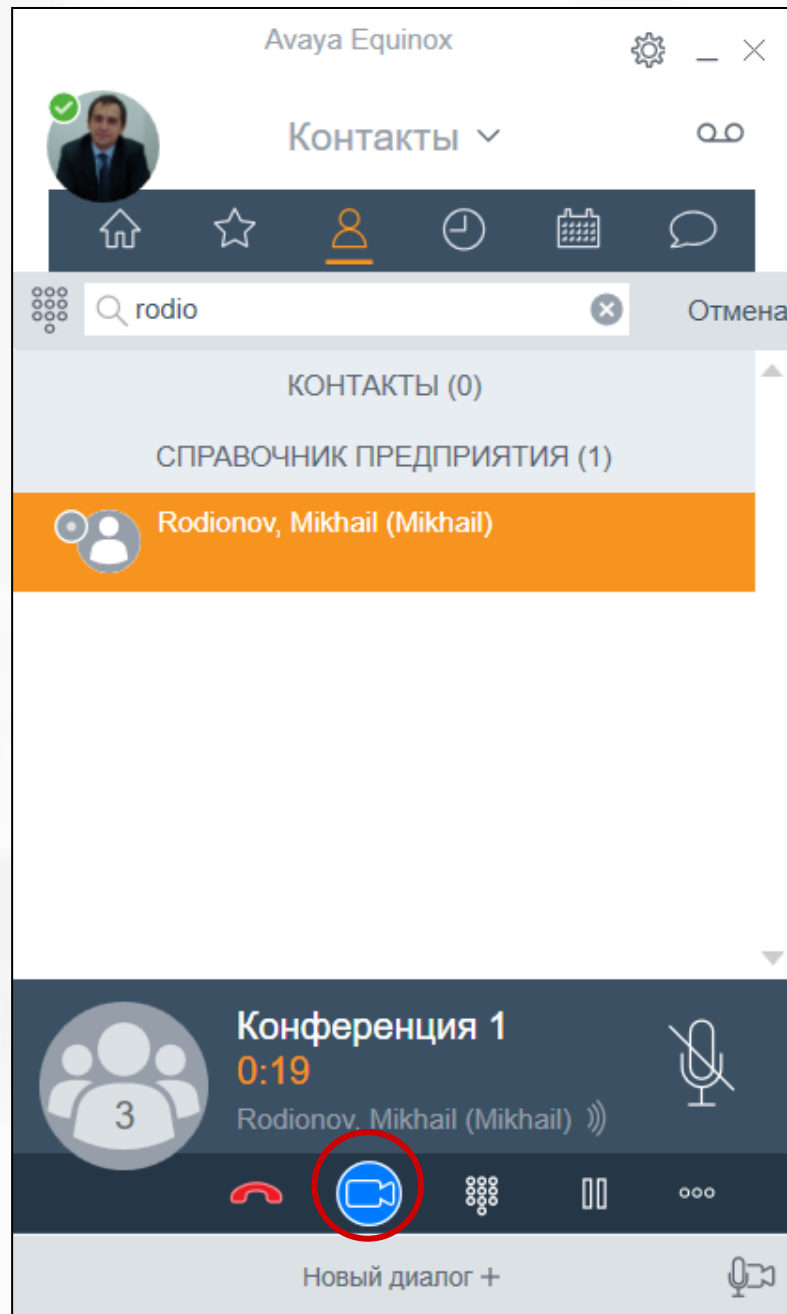 Avaya Equinox
Контакты
rodio
Отмена
КОНТАКТЫ (0)
СПРАВОЧНИК ПРЕДПРИЯТИЯ (1)
Rodionov, Mikhail (Mikhail)
Конференция 1
0:19
3
Rodionov, Mikhail (Mikhail)
Новый диалог +